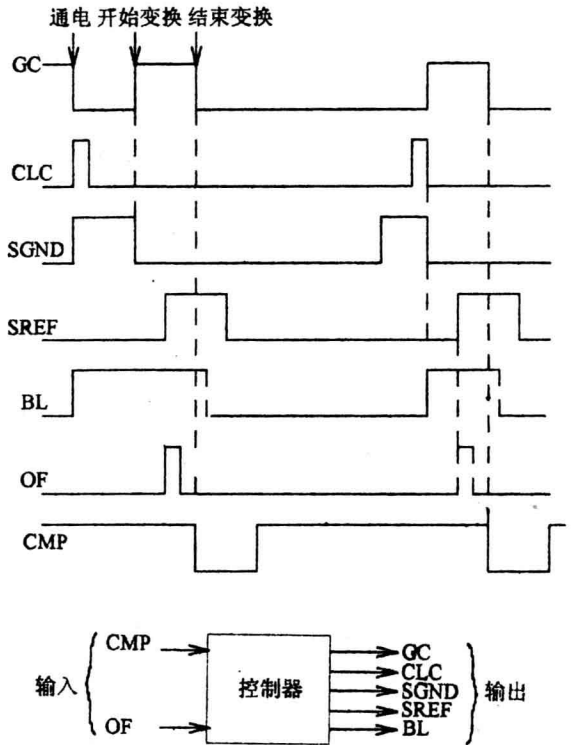 通电 开始变换 结束变换
GC
CLC
SGND
SREF
BL
OF
CMP
输入
CMP
OF
控制器
GC
CLC
SGND
SREF
BL
输出